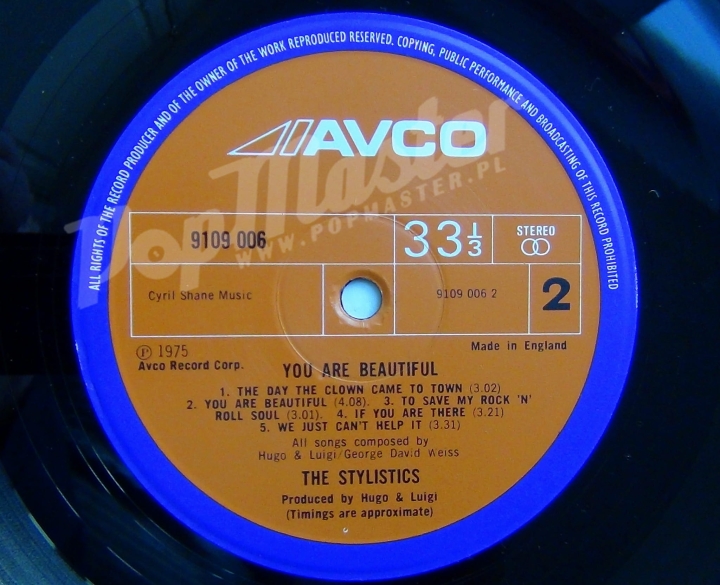 ALL RIGHTS OF THE RECORD PRODUCER AND OF THE OWNER OF THE WORK REPRODUCED RESERVED. COPYING, PUBLIC PERFORMANCE AND BROADCASTING OF THIS RECORD PROHIBITED
AVCO
PopMaster
WWW.POPMASTER.PL
9109 006
33 1/3
STEREO
Cyril Shane Music
9109 006 2
2
Ⓟ 1975
Made in England
Avco Record Corp.
YOU ARE BEAUTIFUL
1. THE DAY THE CLOWN CAME TO TOWN (3.02)
2. YOU ARE BEAUTIFUL (4.08). 3. TO SAVE MY ROCK 'N'
ROLL SOUL (3.01). 4. IF YOU ARE THERE (3.21)
5. WE JUST CAN'T HELP IT (3.31)
All songs composed by
Hugo & Luigi/George David Weiss
THE STYLISTICS
Produced by Hugo & Luigi
(Timings are approximate)